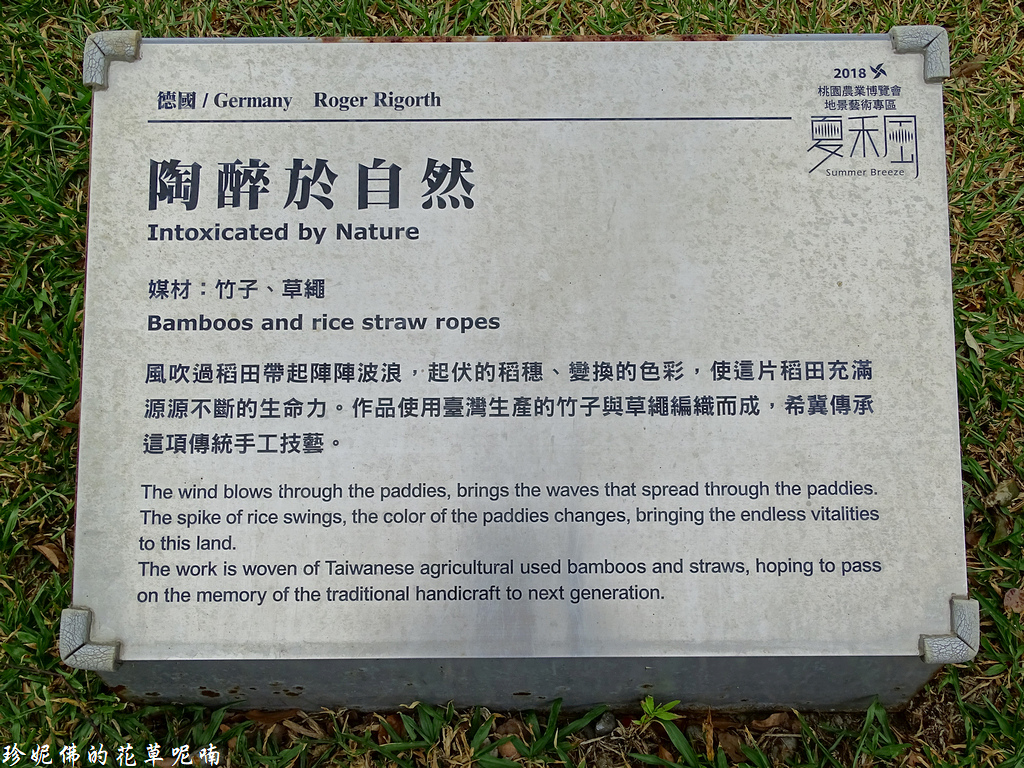 德國 / Germany Roger Rigorth
2018
桃園農業博覽會
地景藝術專區
夏禾風
Summer Breeze
陶醉於自然
Intoxicated by Nature
媒材：竹子、草繩
Bamboos and rice straw ropes
風吹過稻田帶起陣陣波浪，起伏的稻穗、變換的色彩，使這片稻田充滿
源源不斷的生命力。作品使用臺灣生產的竹子與草繩編織而成，希冀傳承
這項傳統手工技藝。
The wind blows through the paddies, brings the waves that spread through the paddies.
The spike of rice swings, the color of the paddies changes, bringing the endless vitalities
to this land.
The work is woven of Taiwanese agricultural used bamboos and straws, hoping to pass
on the memory of the traditional handicraft to next generation.
珍妮佛的花草呢喃